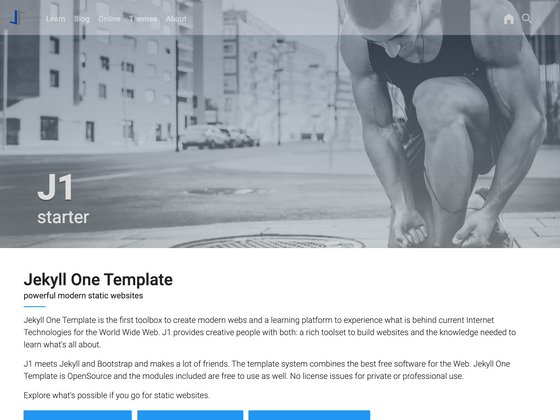 Learn Blog Online Themes About
J1
starter
Jekyll One Template
powerful modern static websites
Jekyll One Template is the first toolbox to create modern webs and a learning platform to experience what is behind current Internet
Technologies for the World Wide Web. J1 provides creative people with both: a rich toolset to build websites and the knowledge needed to
learn what's all about.
J1 meets Jekyll and Bootstrap and makes a lot of friends. The template system combines the best free software for the Web. Jekyll One
Template is OpenSource and the modules included are free to use as well. No license issues for private or professional use.
Explore what's possible if you go for static websites.